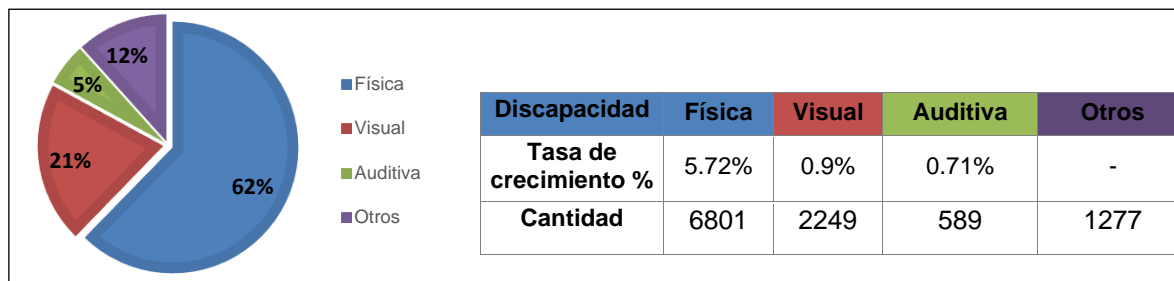 12%
5%
21%
62%
Física
Visual
Auditiva
Otros
Discapacidad Física Visual Auditiva Otros
Tasa de
crecimiento % 5.72% 0.9% 0.71% -
Cantidad 6801 2249 589 1277